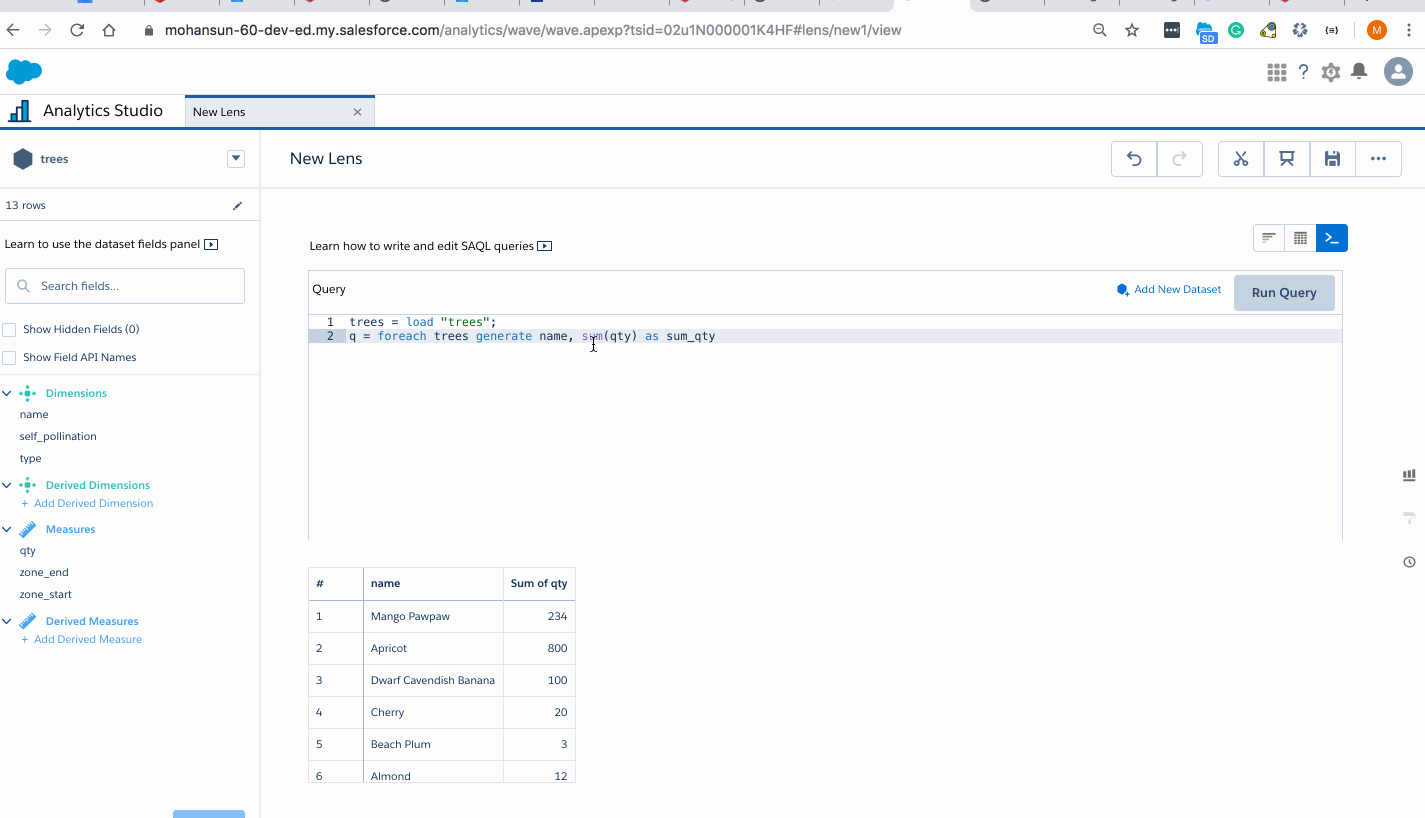 mohansun-60-dev-ed.my.salesforce.com/analytics/wave/wave.apexp?tsid=02u1N000001K4HF#lens/new1/view
SD
G
M
?
Analytics Studio
New Lens
trees
New Lens
13 rows
Learn to use the dataset fields panel
Learn how to write and edit SAQL queries
Search fields...
Query
Add New Dataset
Run Query
1 trees = load "trees";
2 q = foreach trees generate name, sum(qty) as sum_qty
Show Hidden Fields (0)
Show Field API Names
Dimensions
name
self_pollination
type
Derived Dimensions
+ Add Derived Dimension
Measures
qty
zone_end
zone_start
Derived Measures
+ Add Derived Measure
# name Sum of qty
1 Mango Pawpaw 234
2 Apricot 800
3 Dwarf Cavendish Banana 100
4 Cherry 20
5 Beach Plum 3
6 Almond 12